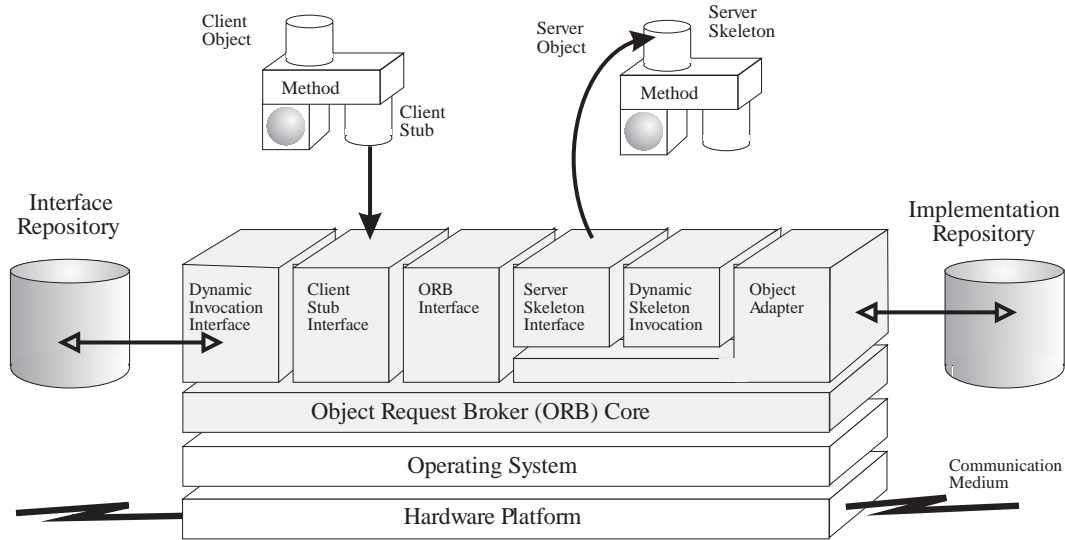 Client
Object
Method
Client
Stub
Server
Object
Server
Skeleton
Method
Interface
Repository
Implementation
Repository
Dynamic
Invocation
Interface
Client
Stub
Interface
ORB
Interface
Server
Skeleton
Interface
Dynamic
Skeleton
Invocation
Object
Adapter
Object Request Broker (ORB) Core
Operating System
Hardware Platform
Communication
Medium